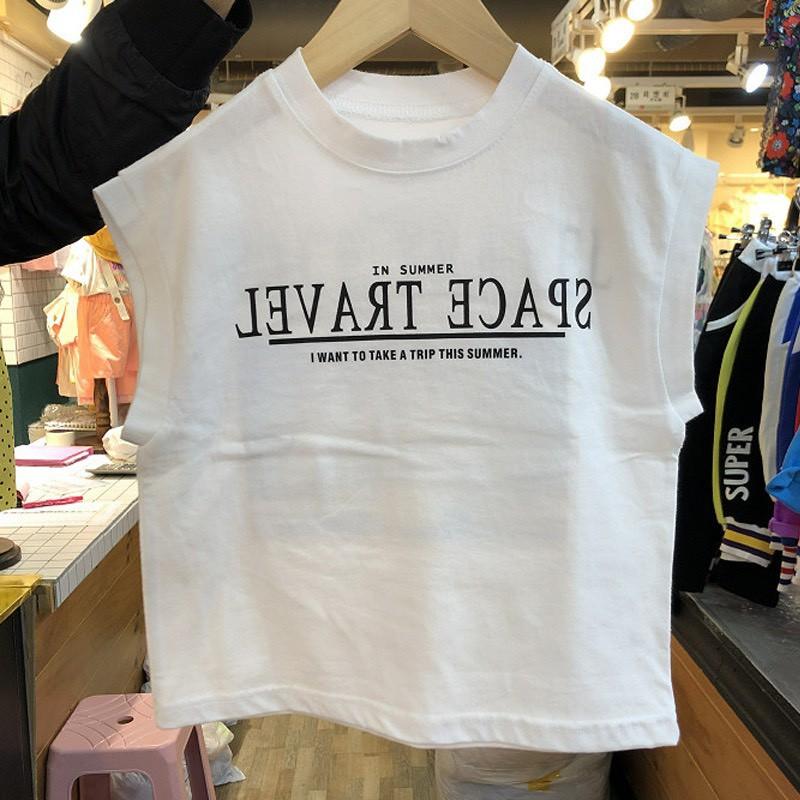 IN SUMMER
SPACE TRAVEL
I WANT TO TAKE A TRIP THIS SUMMER.
SUPER